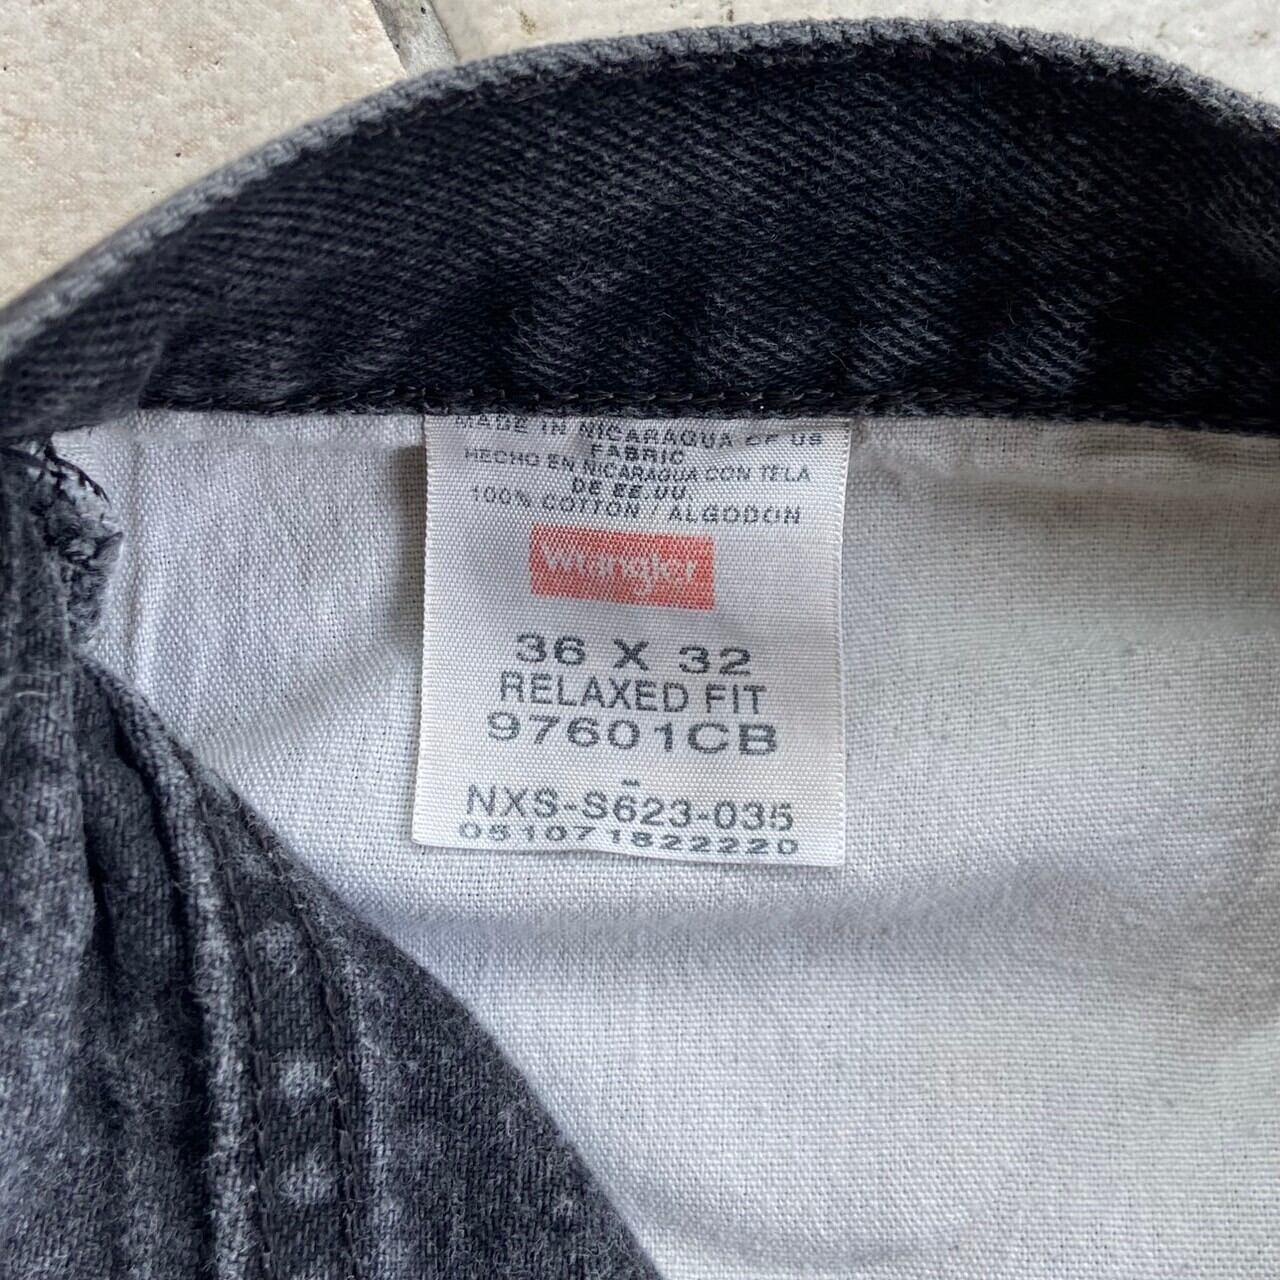 MADE IN NICARAGUA OF US
FABRIC
HECHO EN NICARAGUA CON TELA
DE EE.UU.
100% COTTON / ALGODON
Wrangler
36 X 32
RELAXED FIT
97601CB
-
NXS-S623-035
051071522220